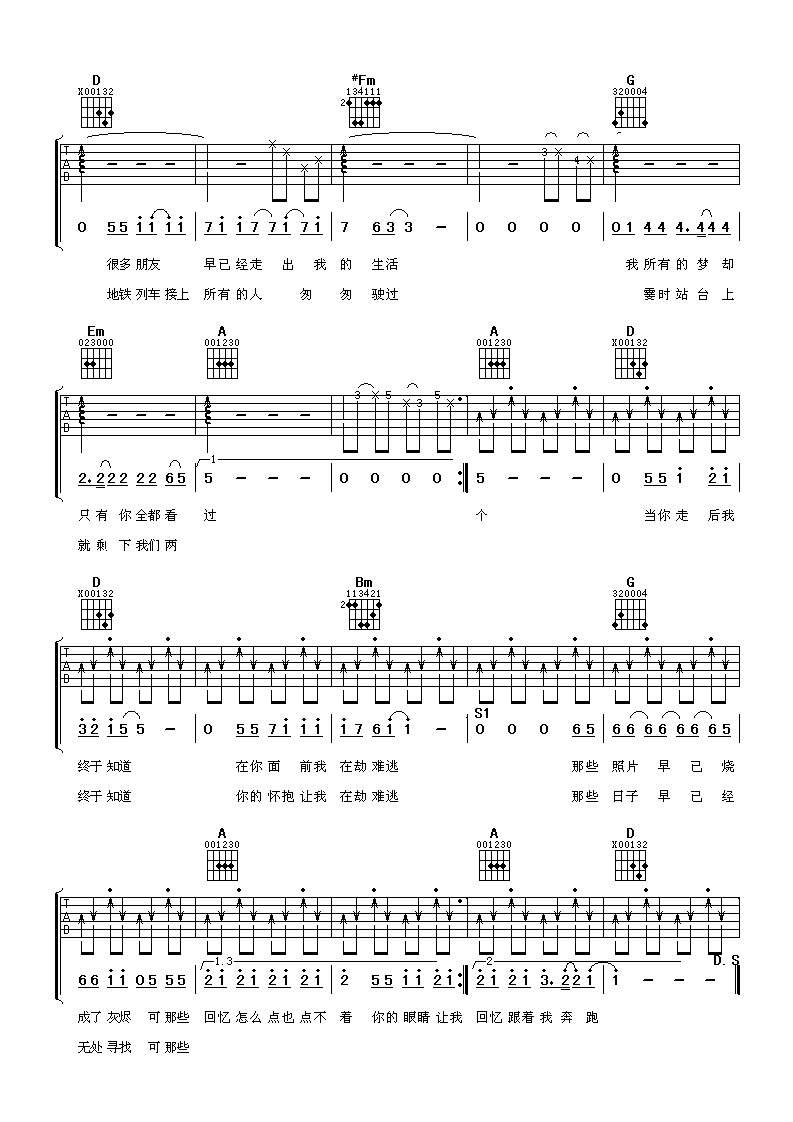 D #Fm G
X00132 134111 320004
2
T A B
3 4
0 55 11 11 71 17 71 71 7 63 3 - 0 0 0 0 01 44 4.444
很多 朋友 早已 经走 出 我 的 生活 我 所有 的 梦 却
地铁 列车 接上 所有 的人 匆 匆 驶过 霎时 站 台 上
Em A A D
023000 001230 001230 X00132
T A B
3 5 3 5
1
2.222 22 65 5 - - - 0 0 0 0 5 - - - 0 55 1 21
只有 你 全都 看 过 个 当你 走 后我
就 剩 下 我们 两
D Bm G
X00132 113421 320004
2
T A B
S1
32 15 5 - 0 55 71 11 17 61 1 - 0 0 0 65 66 66 66 65
终于 知道 在你 面 前我 在劫 难逃 那些 照片 早 已 烧
终于 知道 你的 怀抱 让我 在劫 难逃 那些 日子 早 已 经
A A D
001230 001230 X00132
T A B
1.3 2 D.S
66 11 05 55 21 21 21 21 2 55 11 21 21 21 3.221 1 - - -
成了 灰烬 可 那些 回忆 怎么 点也 点不 着 你的 眼睛 让我 回忆 跟着 我 奔 跑
无处 寻找 可 那些